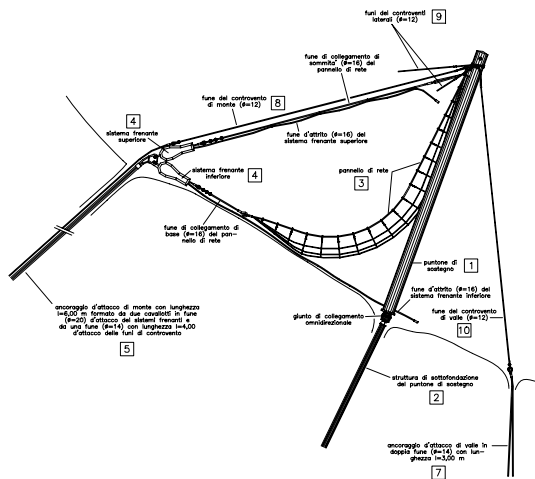 funi dei controventi
laterali (ø=12)
9
fune di collegamento di
sommita' (ø=16) del
pannello di rete
fune del controvento
di monte (ø=12)
8
4
sistema frenante
superiore
fune d'attrito (ø=16) del
sistema frenante superiore
sistema frenante
inferiore
4
pannello di rete
3
fune di collegamento di
base (ø=16) del pan-
nello di rete
puntone di
sostegno
1
fune d'attrito (ø=16) del
sistema frenante inferiore
giunto di collegamento
omnidirezionale
fune del controvento
di valle (ø=12)
10
ancoraggio d'attacco di monte con lunghezza
l=6,00 m formato da due cavallotti in fune
(ø=20) d'attacco dei sistemi frenanti e
da una fune (ø=14) con lunghezza l=4,00
d'attacco delle funi di controvento
5
struttura di sottofondazione
del puntone di sostegno
2
ancoraggio d'attacco di valle in
doppia fune (ø=14) con lun-
ghezza l=3,00 m
7